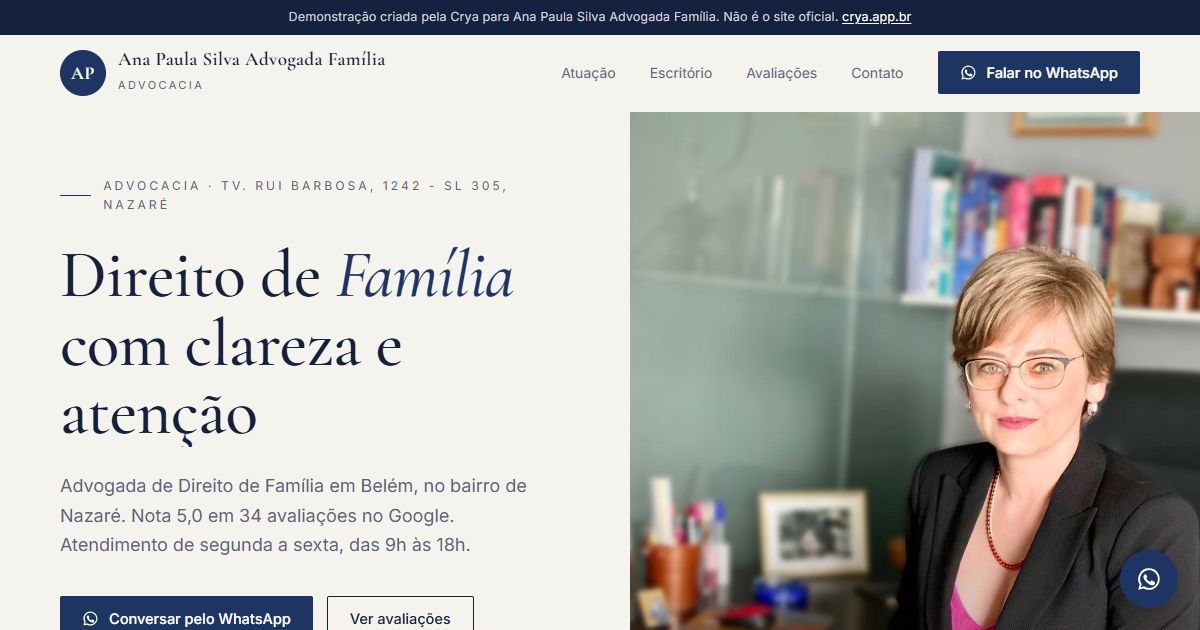 Demonstração criada pela Crya para Ana Paula Silva Advogada Família. Não é o site oficial. crya.app.br
AP
Ana Paula Silva Advogada Família
ADVOCACIA
Atuação
Escritório
Avaliações
Contato
Falar no WhatsApp
ADVOCACIA · TV. RUI BARBOSA, 1242 - SL 305,
NAZARÉ
Direito de Família
com clareza e
atenção
Advogada de Direito de Família em Belém, no bairro de
Nazaré. Nota 5,0 em 34 avaliações no Google.
Atendimento de segunda a sexta, das 9h às 18h.
Conversar pelo WhatsApp
Ver avaliações